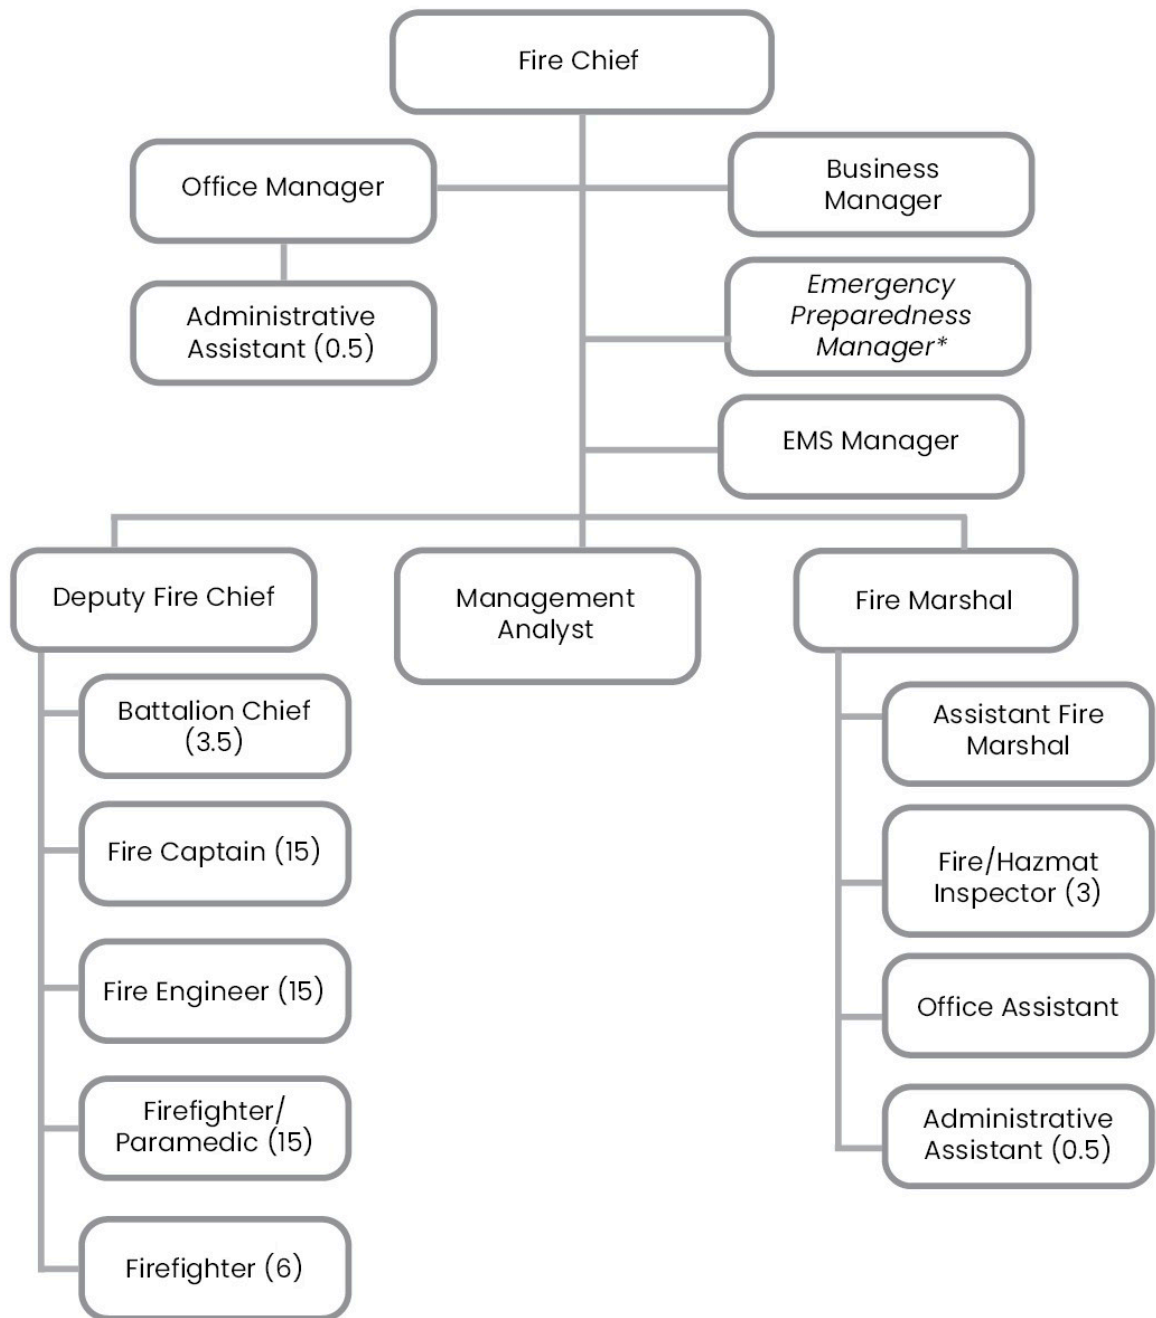 Fire Chief
Office Manager
Business
Manager
Administrative
Assistant (0.5)
Emergency
Preparedness
Manager*
EMS Manager
Deputy Fire Chief
Management
Analyst
Fire Marshal
Battalion Chief
(3.5)
Fire Captain (15)
Fire Engineer (15)
Firefighter/
Paramedic (15)
Firefighter (6)
Assistant Fire
Marshal
Fire/Hazmat
Inspector (3)
Office Assistant
Administrative
Assistant (0.5)